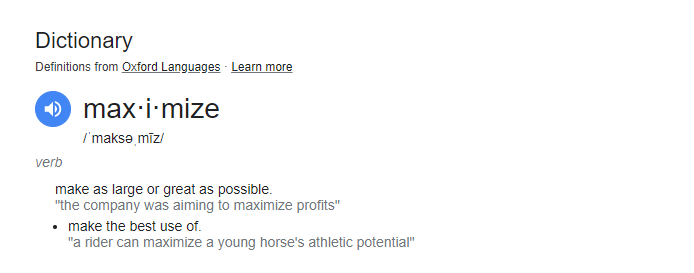 Dictionary
Definitions from Oxford Languages · Learn more
max·i·mize
/ˈmaksəˌmīz/
verb
make as large or great as possible.
"the company was aiming to maximize profits"
• make the best use of.
"a rider can maximize a young horse's athletic potential"